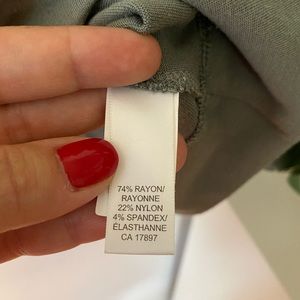 74% RAYON/
RAYONNE
22% NYLON
4% SPANDEX/
ÉLASTHANNE
CA 17897